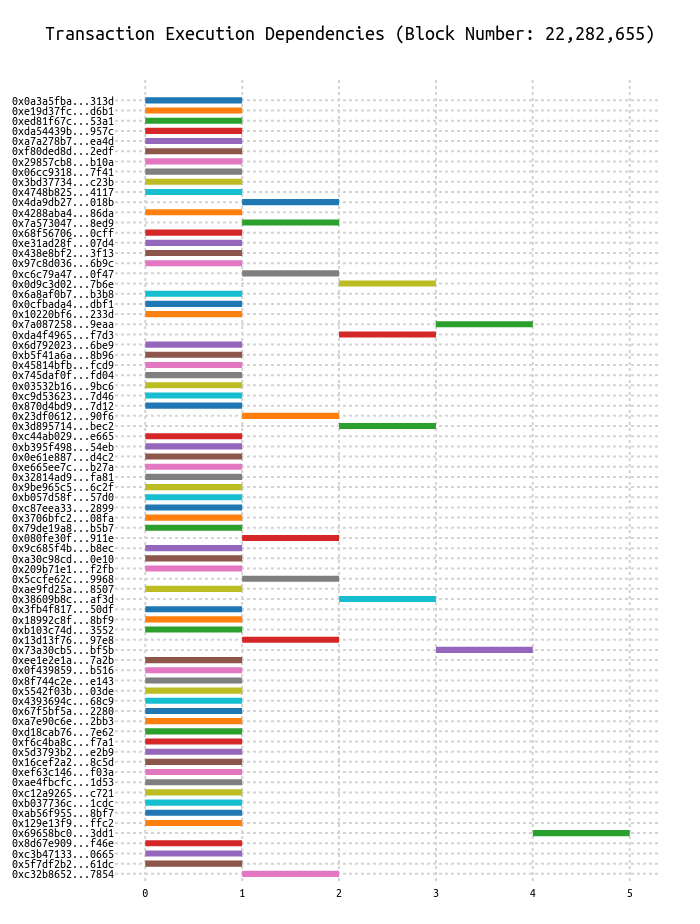 Transaction Execution Dependencies (Block Number: 22,282,655)
0x0a3a5fba...313d
0xe19d37fc...d6b1
0xed81f67c...53a1
0xda54439b...957c
0xa7a278b7...ea4d
0xf80ded8d...2edf
0x29857cb8...b10a
0x06cc9318...7f41
0x3bd37734...c23b
0x4748b825...4117
0x4da9db27...018b
0x4288aba4...86da
0x7a573047...8ed9
0x68f56706...0cff
0xe31ad28f...07d4
0x438e8bf2...3f13
0x97c8d036...6b9c
0xc6c79a47...0f47
0x0d9c3d02...7b6e
0x6a8af0b7...b3b8
0x0cfbada4...dbf1
0x10220bf6...233d
0x7a087258...9eaa
0xda4f4965...f7d3
0x6d792023...6be9
0xb5f41a6a...8b96
0x45814bfb...fcd9
0x745daf0f...fd04
0x03532b16...9bc6
0xc9d53623...7d46
0x870d4bd9...7d12
0x23df0612...90f6
0x3d895714...bec2
0xc44ab029...e665
0xb395f498...54eb
0x0e61e887...d4c2
0xe665ee7c...b27a
0x32814ad9...fa81
0x9be965c5...6c2f
0xb057d58f...57d0
0xc87eea33...2899
0x3706bfc2...08fa
0x79de19a8...b5b7
0x080fe30f...911e
0x9c685f4b...b8ec
0xa30c98cd...0e10
0x209b71e1...f2fb
0x5ccfe62c...9968
0xae9fd25a...8507
0x38609b8c...af3d
0x3fb4f817...50df
0x18992c8f...8bf9
0xb103c74d...3552
0x13d13f76...97e8
0x73a30cb5...bf5b
0xee1e2e1a...7a2b
0x0f439859...b516
0x8f744c2e...e143
0x5542f03b...03de
0x4393694c...68c9
0x67f5bf5a...2280
0xa7e90c6e...2bb3
0xd18cab76...7e62
0xf6c4ba8c...f7a1
0x5d3793b2...e2b9
0x16cef2a2...8c5d
0xef63c146...f03a
0xae4fbcfc...1d53
0xc12a9265...c721
0xb037736c...1cdc
0xab56f955...8bf7
0x129e13f9...ffc2
0x69658bc0...3dd1
0x8d67e909...f46e
0xc3b47133...0665
0x5f7df2b2...61dc
0xc32b8652...7854
0 1 2 3 4 5